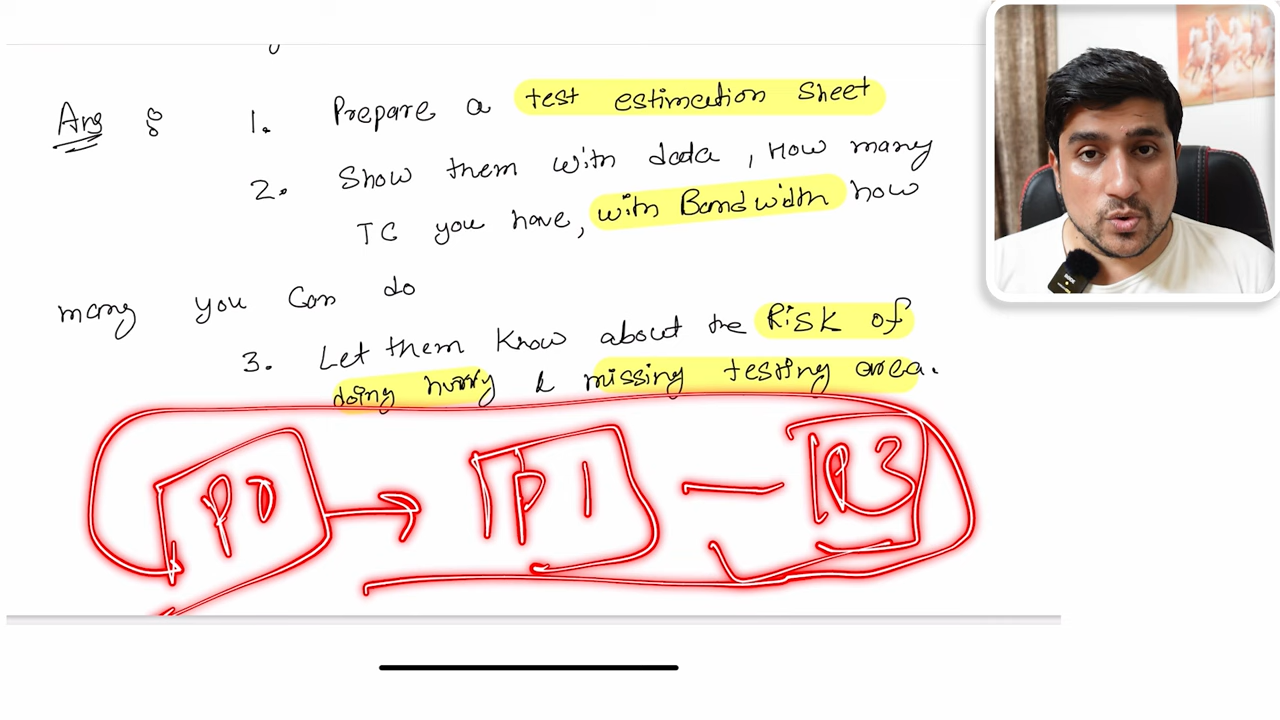 Ans :
1. Prepare a test estimation sheet
2. Show them with data, How many
TC you have, with Bandwidth how
many you can do
3. Let them know about the Risk of
doing hurry & missing testing area.
P0 → P1 — P3